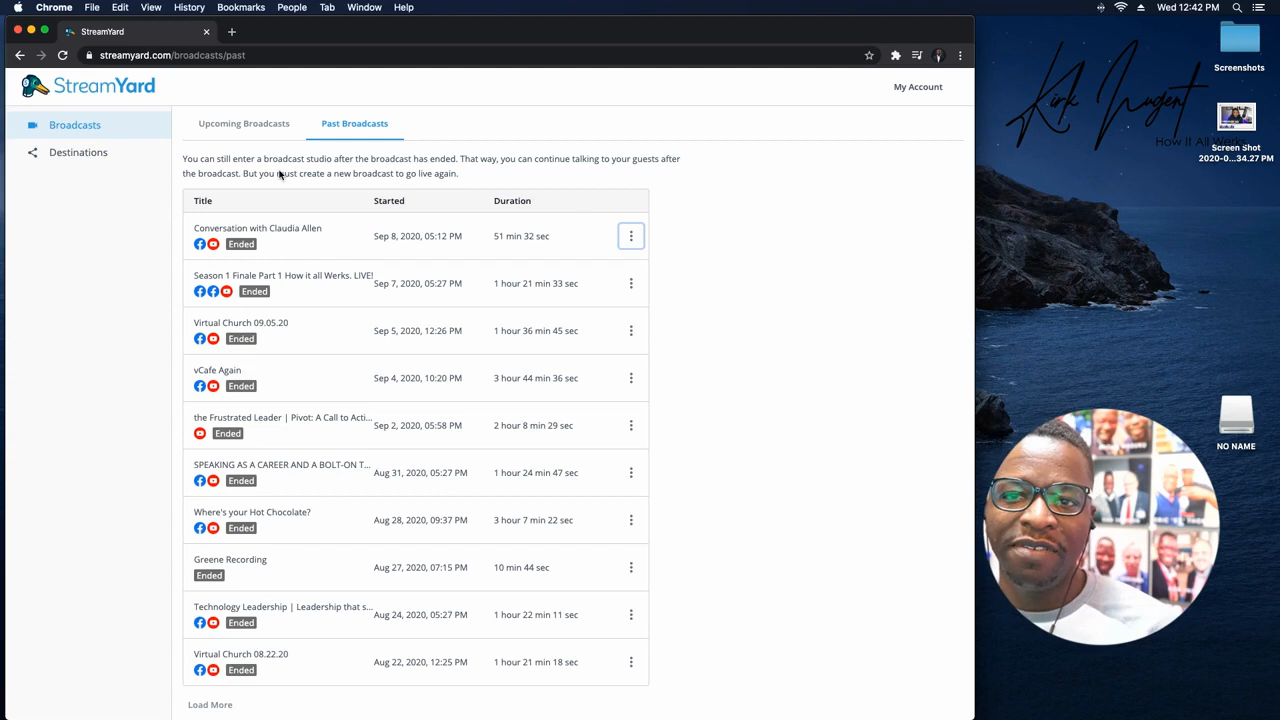 Chrome File Edit View History Bookmarks People Tab Window Help Wed 12:42 PM
StreamYard
streamyard.com/broadcasts/past
StreamYard
My Account
Broadcasts
Destinations
Upcoming Broadcasts Past Broadcasts
You can still enter a broadcast studio after the broadcast has ended. That way, you can continue talking to your guests after
the broadcast. But you must create a new broadcast to go live again.
Title Started Duration
Conversation with Claudia Allen
Ended
Sep 8, 2020, 05:12 PM 51 min 32 sec
Season 1 Finale Part 1 How it all Werks. LIVE!
Ended
Sep 7, 2020, 05:27 PM 1 hour 21 min 33 sec
Virtual Church 09.05.20
Ended
Sep 5, 2020, 12:26 PM 1 hour 36 min 45 sec
vCafe Again
Ended
Sep 4, 2020, 10:20 PM 3 hour 44 min 36 sec
the Frustrated Leader | Pivot: A Call to Acti...
Ended
Sep 2, 2020, 05:58 PM 2 hour 8 min 29 sec
SPEAKING AS A CAREER AND A BOLT-ON T...
Ended
Aug 31, 2020, 05:27 PM 1 hour 24 min 47 sec
Where's your Hot Chocolate?
Ended
Aug 28, 2020, 09:37 PM 3 hour 7 min 22 sec
Greene Recording
Ended
Aug 27, 2020, 07:15 PM 10 min 44 sec
Technology Leadership | Leadership that s...
Ended
Aug 24, 2020, 05:27 PM 1 hour 22 min 11 sec
Virtual Church 08.22.20
Ended
Aug 22, 2020, 12:25 PM 1 hour 21 min 18 sec
Load More
Screenshots
Kirk Nugent
How It All Werks
Screen Shot
2020-0...34.27 PM
NO NAME